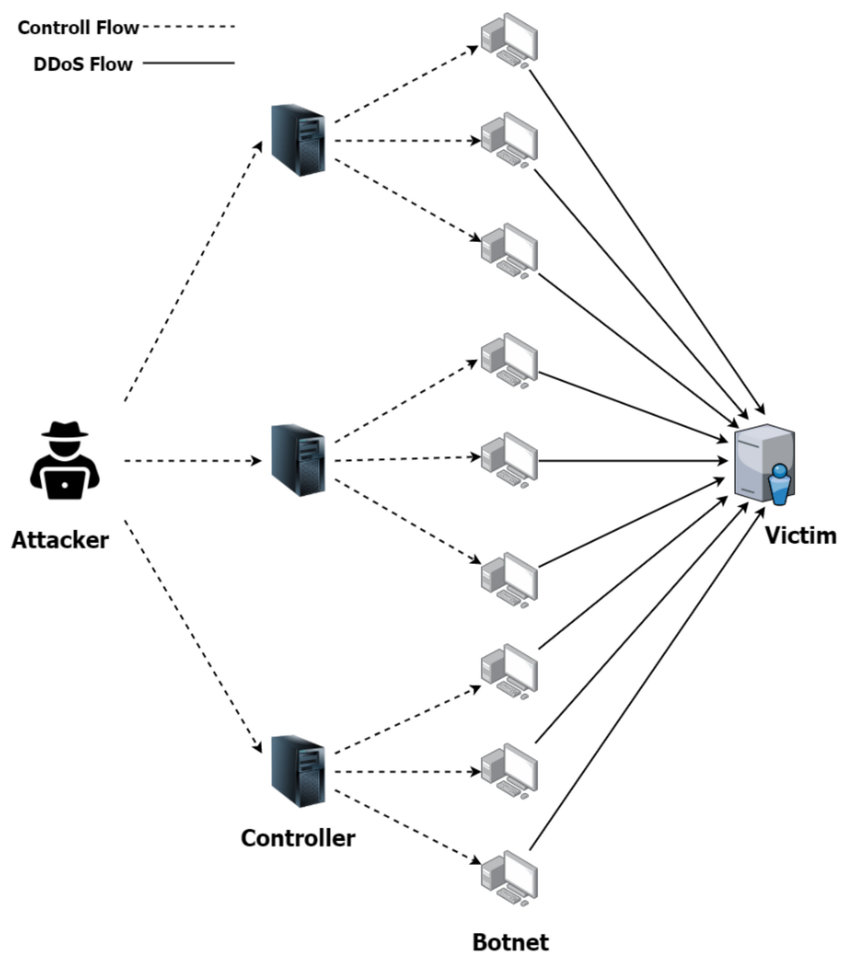 Controll Flow
DDoS Flow
Attacker
Victim
Controller
Botnet